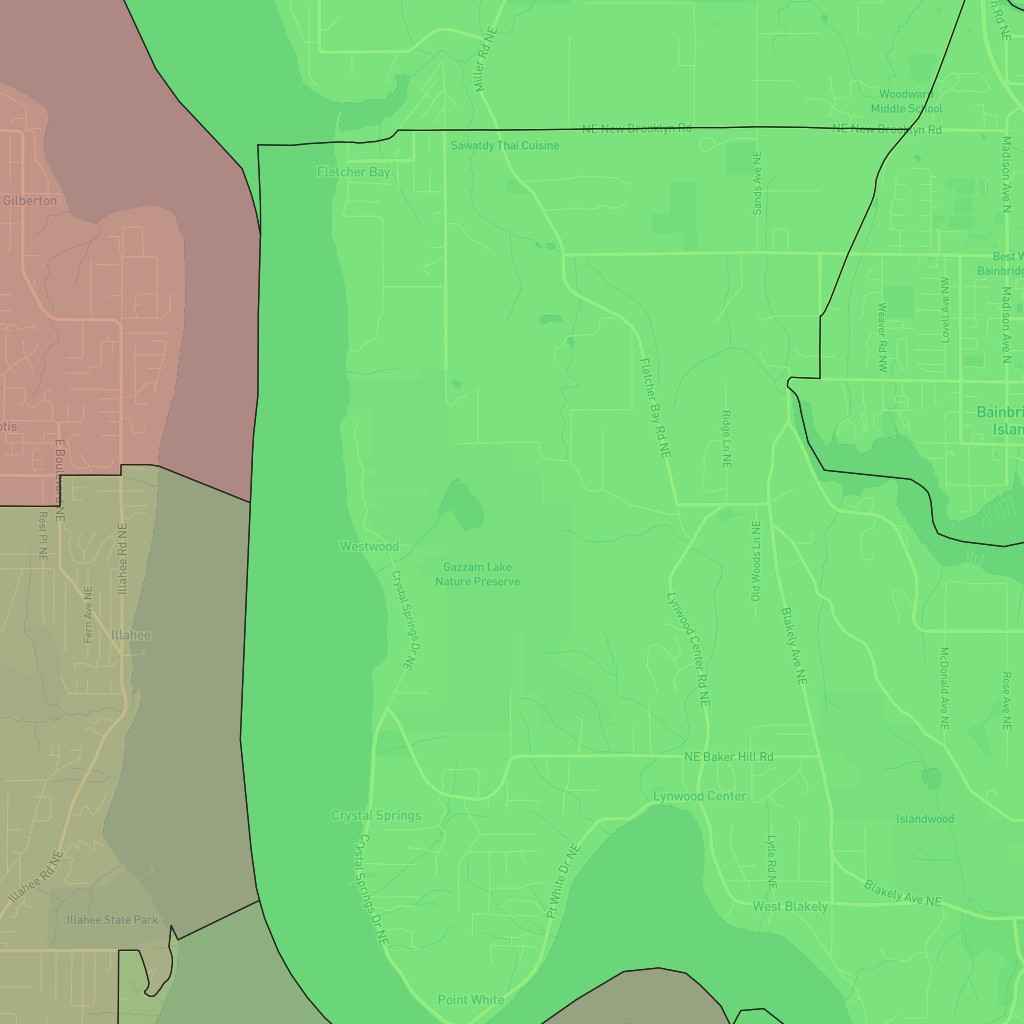 n Rd NE
Miller Rd NE
Woodward
Middle School
NE New Brooklyn Rd
NE New Brooklyn Rd
Sawatdy Thai Cuisine
Madison Ave N
Fletcher Bay
Sands Ave NE
Gilberton
Best W
Bainbridg
Lovell Ave NW
Weaver Rd NW
Madison Ave N
Fletcher Bay Rd NE
Ridge Ln NE
Bainbri
Islan
otis
E Boulevard NE
Rest Pl NE
Illahee Rd NE
Westwood
Old Woods Ln NE
Gazzam Lake
Nature Preserve
Crystal Springs Dr NE
Fern Ave NE
Illahee
Lynwood Center Rd NE
Blakely Ave NE
McDonald Ave NE
Rose Ave NE
NE Baker Hill Rd
Lynwood Center
Crystal Springs
Islandwood
Crystal Springs Dr NE
Pt White Dr NE
Lytle Rd NE
Illahee Rd NE
Blakely Ave NE
West Blakely
Illahee State Park
Point White